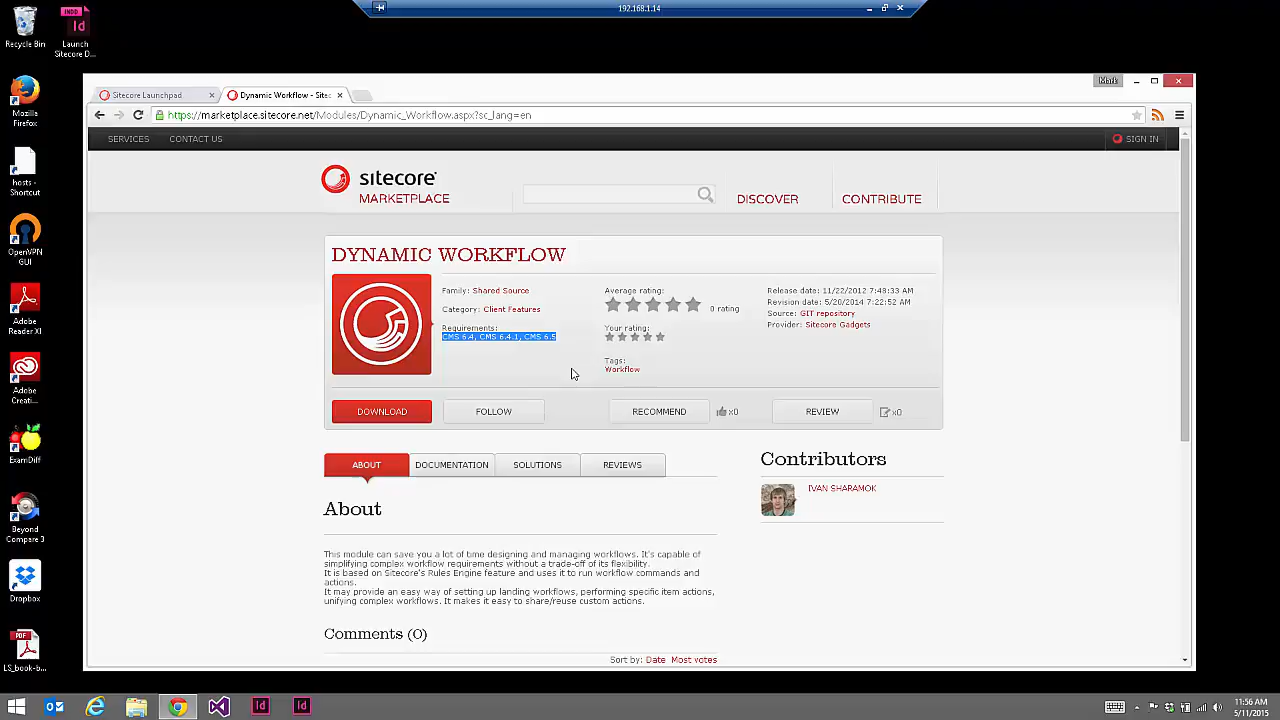 192.168.1.14
Recycle Bin
Launch
Sitecore D...
Mark
Sitecore Launchpad
Dynamic Workflow - Sitec
https://marketplace.sitecore.net/Modules/Dynamic_Workflow.aspx?sc_lang=en
Mozilla
Firefox
SERVICES
CONTACT US
SIGN IN
sitecore
MARKETPLACE
DISCOVER
CONTRIBUTE
hosts -
Shortcut
OpenVPN
GUI
Adobe
Reader XI
Adobe
Creati...
ExamDiff
Beyond
Compare 3
Dropbox
LS_book-b...
DYNAMIC WORKFLOW
Family: Shared Source
Category: Client Features
Requirements:
CMS 6.4, CMS 6.4.1, CMS 6.5
Average rating:
0 rating
Your rating:
Tags:
Workflow
Release date: 11/22/2012 7:48:33 AM
Revision date: 5/20/2014 7:22:52 AM
Source: GIT repository
Provider: Sitecore Gadgets
DOWNLOAD
FOLLOW
RECOMMEND
x0
REVIEW
x0
ABOUT
DOCUMENTATION
SOLUTIONS
REVIEWS
Contributors
IVAN SHARAMOK
About
This module can save you a lot of time designing and managing workflows. It's capable of
simplifying complex workflow requirements without a trade-off of its flexibility.
It is based on Sitecore's Rules Engine feature and uses it to run workflow commands and
actions.
It may provide an easy way of setting up landing workflows, performing specific item actions,
unifying complex workflows. It makes it easy to share/reuse custom actions.
Comments (0)
Sort by: Date Most votes
11:56 AM
5/11/2015